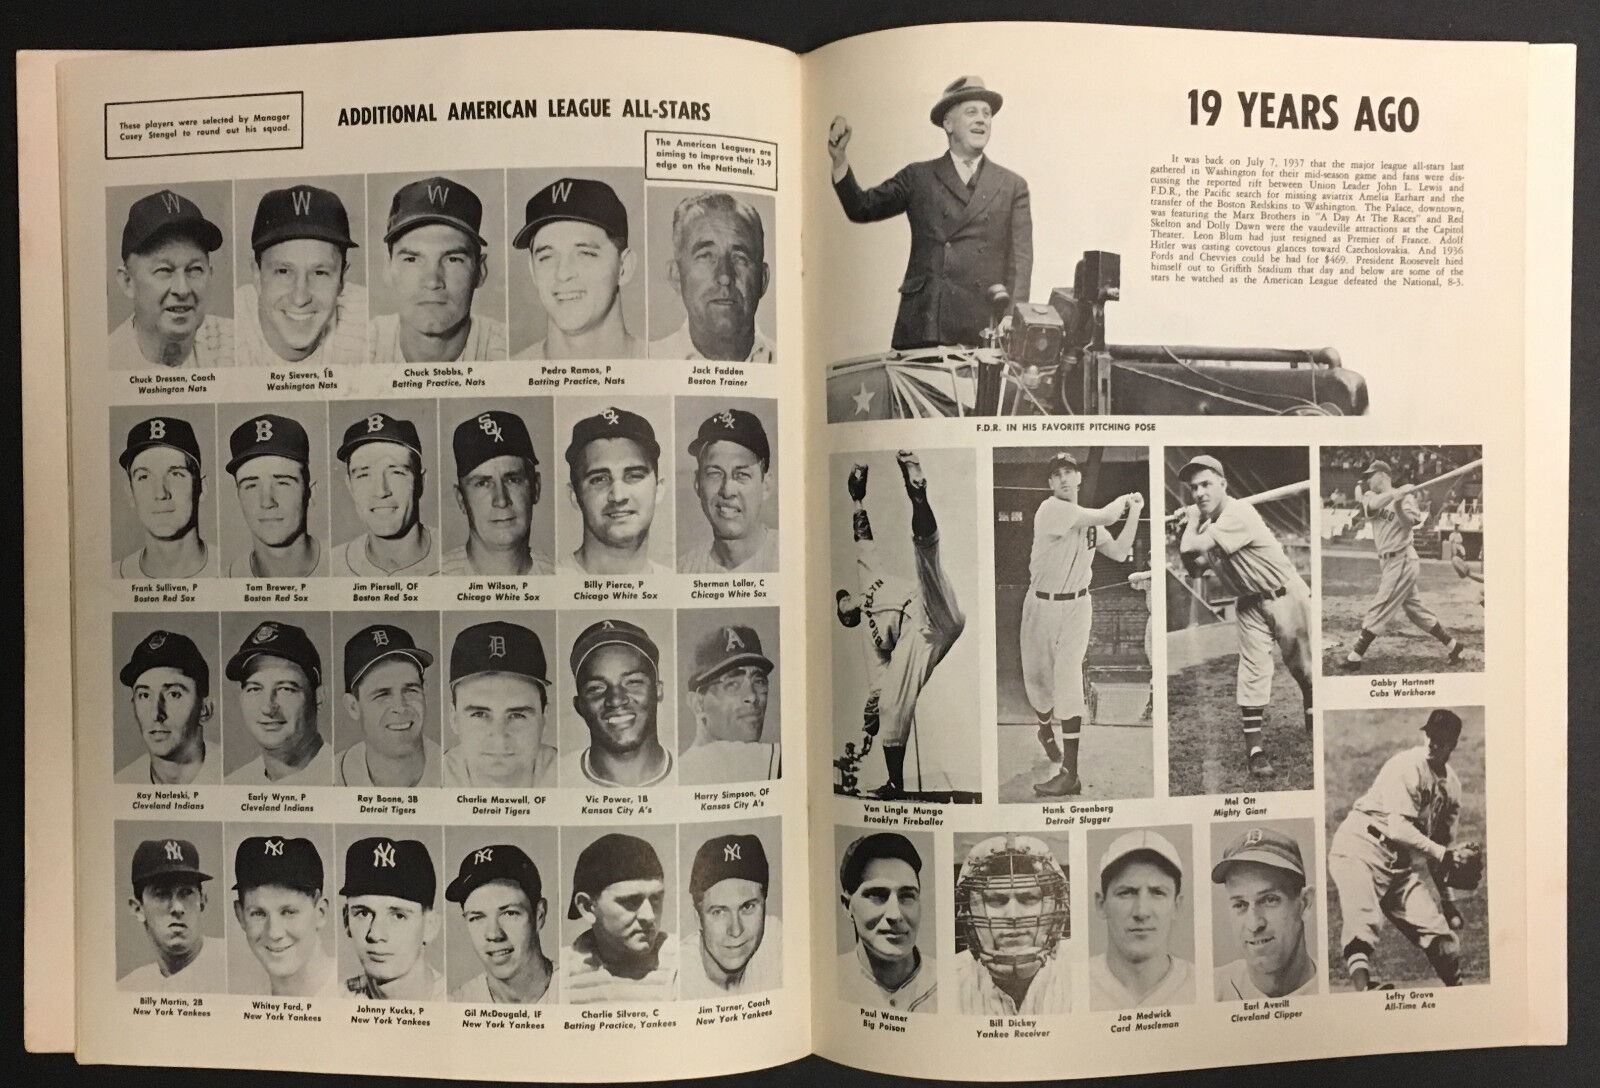 These players were selected by Manager
Casey Stengel to round out his squad.
ADDITIONAL AMERICAN LEAGUE ALL-STARS
The American Leaguers are
aiming to improve their 13-9
edge on the Nationals.
W
W
W
W
Chuck Dressen, Coach
Washington Nats
Roy Sievers, 1B
Washington Nats
Chuck Stobbs, P
Batting Practice, Nats
Pedro Ramos, P
Batting Practice, Nats
Jack Fadden
Boston Trainer
B
B
B
SOX
SOX
SOX
Frank Sullivan, P
Boston Red Sox
Tom Brewer, P
Boston Red Sox
Jim Piersall, OF
Boston Red Sox
Jim Wilson, P
Chicago White Sox
Billy Pierce, P
Chicago White Sox
Sherman Lollar, C
Chicago White Sox
D
D
A
A
Ray Narleski, P
Cleveland Indians
Early Wynn, P
Cleveland Indians
Ray Boone, 3B
Detroit Tigers
Charlie Maxwell, OF
Detroit Tigers
Vic Power, 1B
Kansas City A's
Harry Simpson, OF
Kansas City A's
NY
NY
NY
NY
NY
Billy Martin, 2B
New York Yankees
Whitey Ford, P
New York Yankees
Johnny Kucks, P
New York Yankees
Gil McDougald, IF
New York Yankees
Charlie Silvera, C
Batting Practice, Yankees
Jim Turner, Coach
New York Yankees
19 YEARS AGO
It was back on July 7, 1937 that the major league all-stars last
gathered in Washington for their mid-season game and fans were dis-
cussing the reported rift between Union Leader John L. Lewis and
F.D.R., the Pacific search for missing aviatrix Amelia Earhart and the
transfer of the Boston Redskins to Washington. The Palace, downtown,
was featuring the Marx Brothers in "A Day At The Races" and Red
Skelton and Dolly Dawn were the vaudeville attractions at the Capitol
Theater. Leon Blum had just resigned as Premier of France. Adolf
Hitler was casting covetous glances toward Czechoslovakia. And 1936
Fords and Chevvies could be had for $469. President Roosevelt hied
himself out to Griffith Stadium that day and below are some of the
stars he watched as the American League defeated the National, 8-3.
F.D.R. IN HIS FAVORITE PITCHING POSE
BROOKLYN
D
Van Lingle Mungo
Brooklyn Fireballer
Hank Greenberg
Detroit Slugger
Mel Ott
Mighty Giant
Gabby Hartnett
Cubs Workhorse
D
Paul Waner
Big Poison
Bill Dickey
Yankee Receiver
Joe Medwick
Card Muscleman
Earl Averill
Cleveland Clipper
Lefty Grove
All-Time Ace